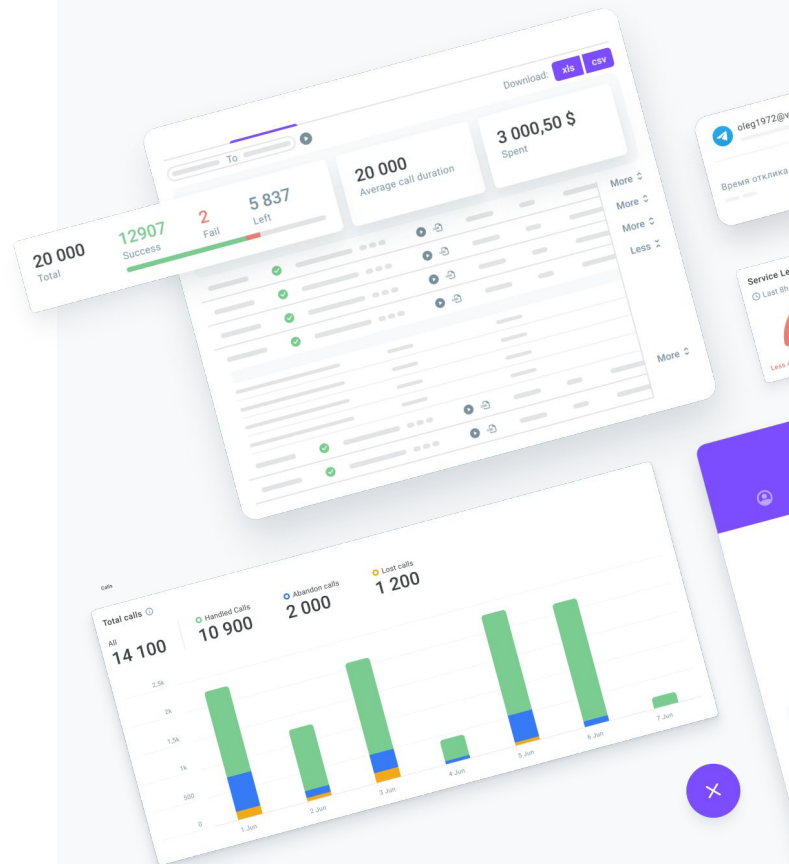 Download: xls csv
To
20 000
Total
12907
Success
2
Fail
5 837
Left
20 000
Average call duration
3 000,50 $
Spent
More
More
More
Less
More
oleg1972@
Время отклика
Service Le
Last 8h
Less
Calls
Total calls
All
14 100
Handled Calls
10 900
Abandon calls
2 000
Lost calls
1 200
2,5k
2k
1,5k
1k
500
0
1 Jun
2 Jun
3 Jun
4 Jun
5 Jun
6 Jun
7 Jun